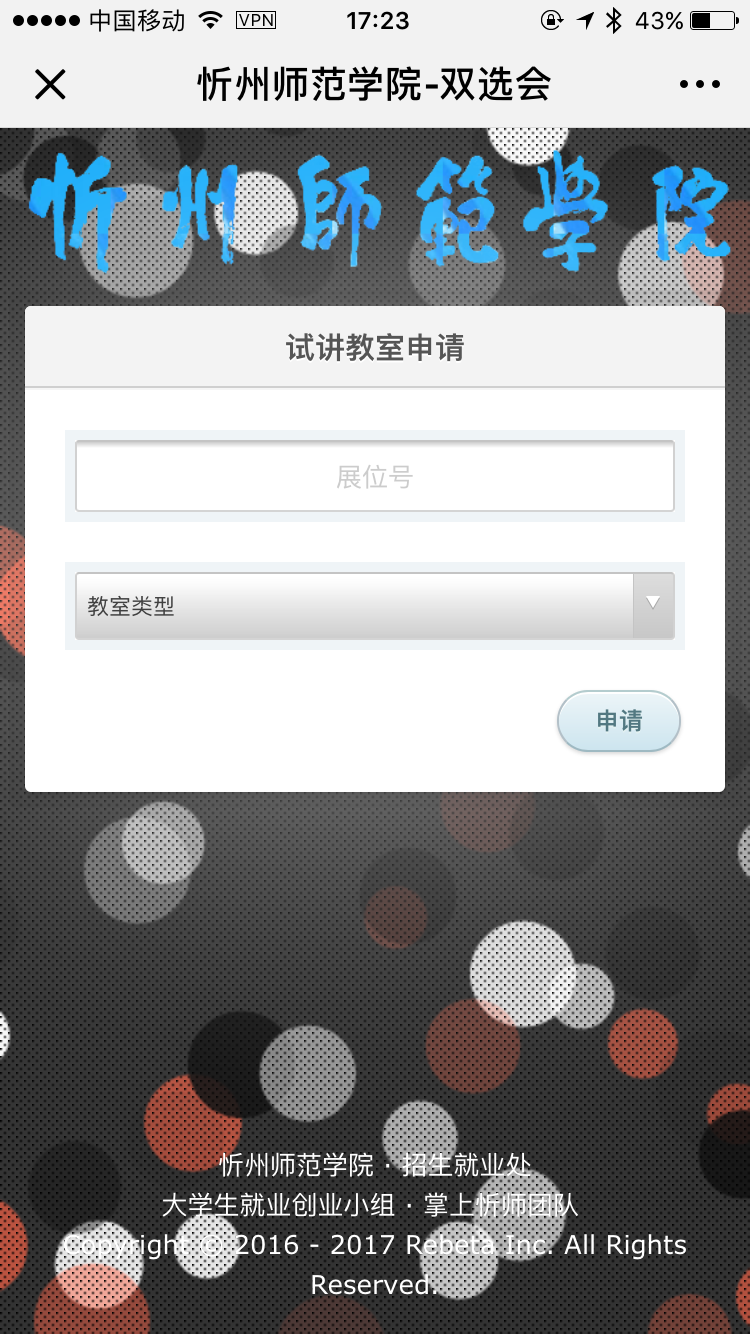 中国移动 VPN 17:23 43%
忻州师范学院-双选会
忻州師範学院
试讲教室申请
展位号
教室类型
申请
忻州师范学院 · 招生就业处
大学生就业创业小组 · 掌上忻师团队
Copyright © 2016 - 2017 Rebeta Inc. All Rights
Reserved.